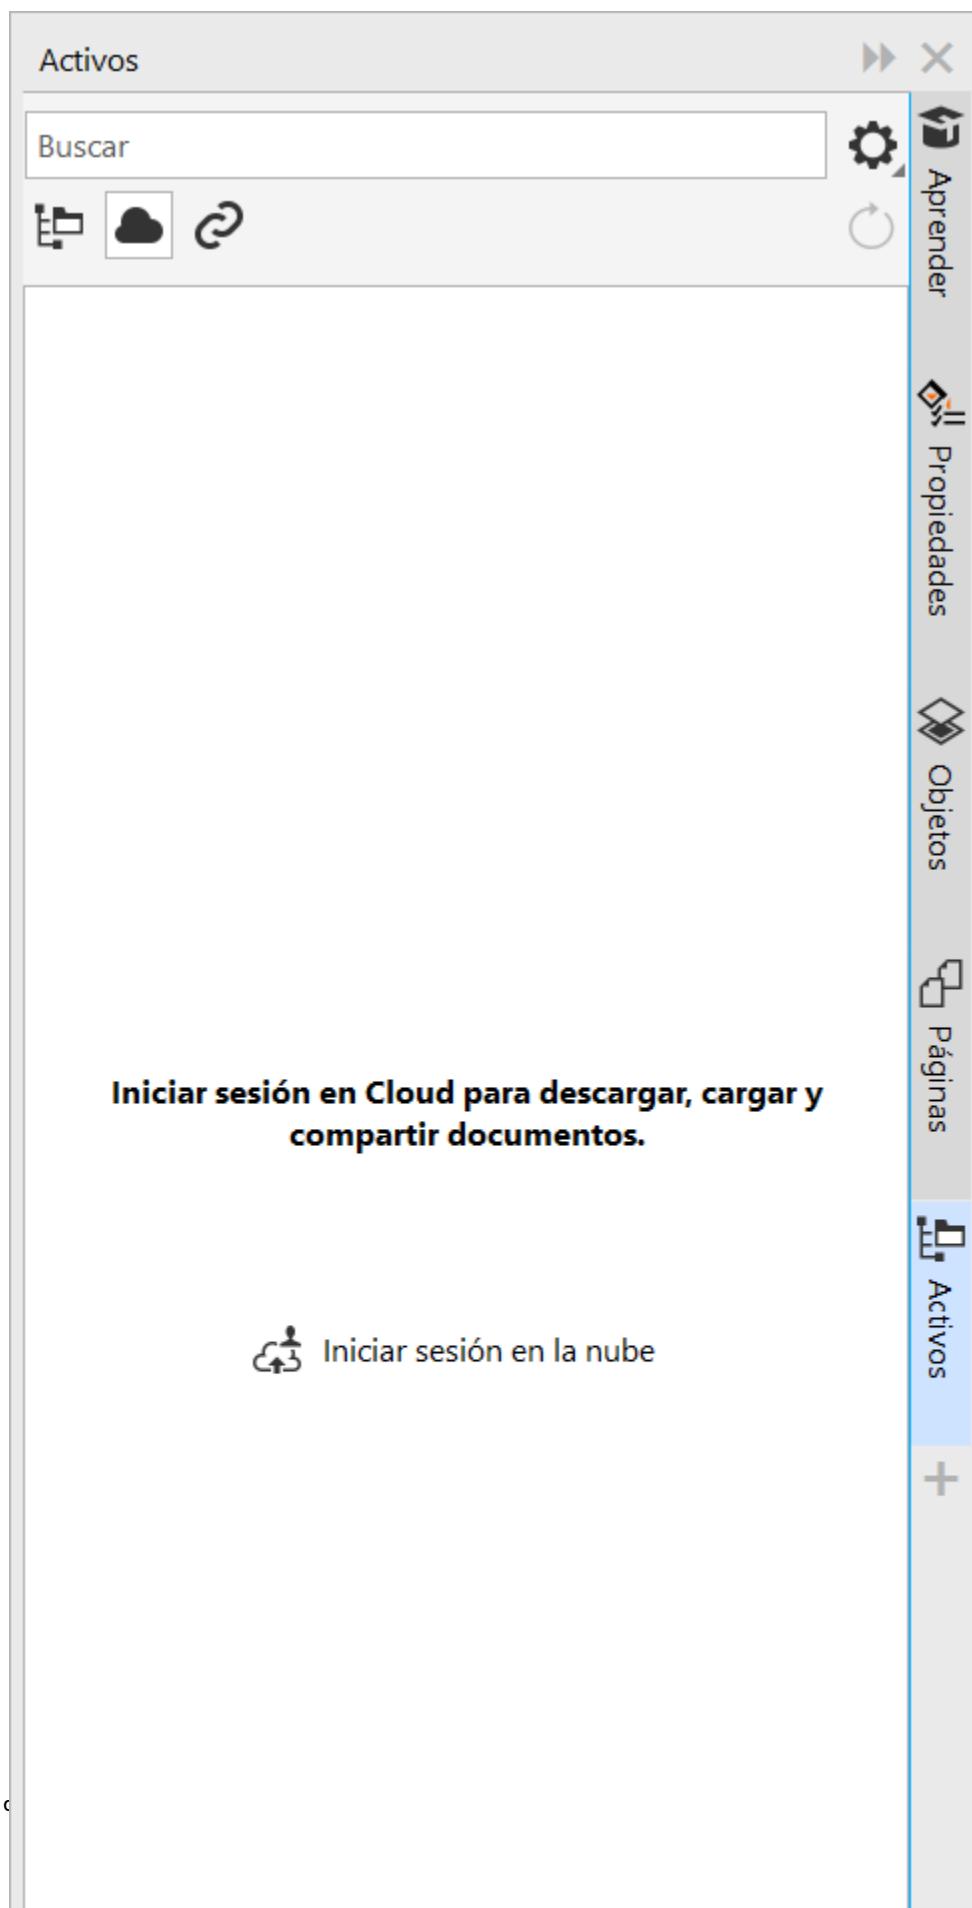 Activos
Buscar
Aprender
Propiedades
Objetos
Páginas
Activos
Iniciar sesión en Cloud para descargar, cargar y
compartir documentos.
Iniciar sesión en la nube